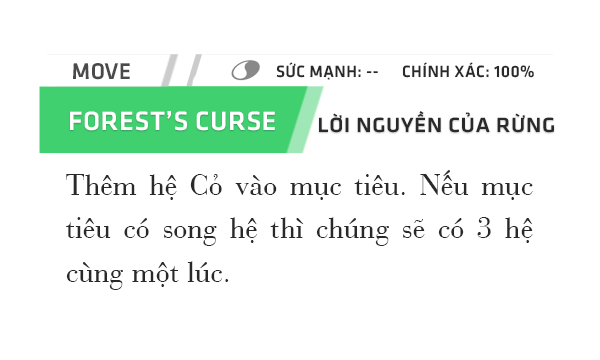 MOVE SỨC MẠNH: -- CHÍNH XÁC: 100%
FOREST'S CURSE LỜI NGUYỀN CỦA RỪNG
Thêm hệ Cỏ vào mục tiêu. Nếu mục
tiêu có song hệ thì chúng sẽ có 3 hệ
cùng một lúc.